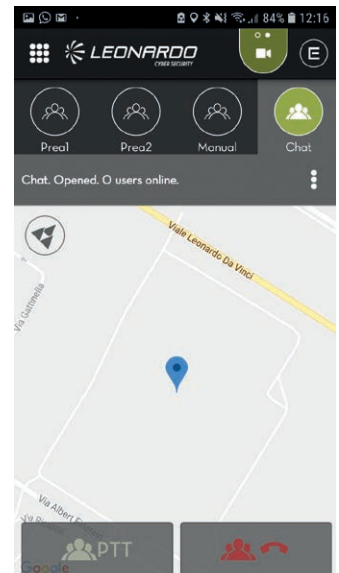 84% 12:16
LEONARDO
CYBER SECURITY
E
Prea1 Prea2 Manual Chat
Chat. Opened. 0 users online.
Viale Leonardo Da Vinci
Via Gattinella
Via Albert
PTT
Google